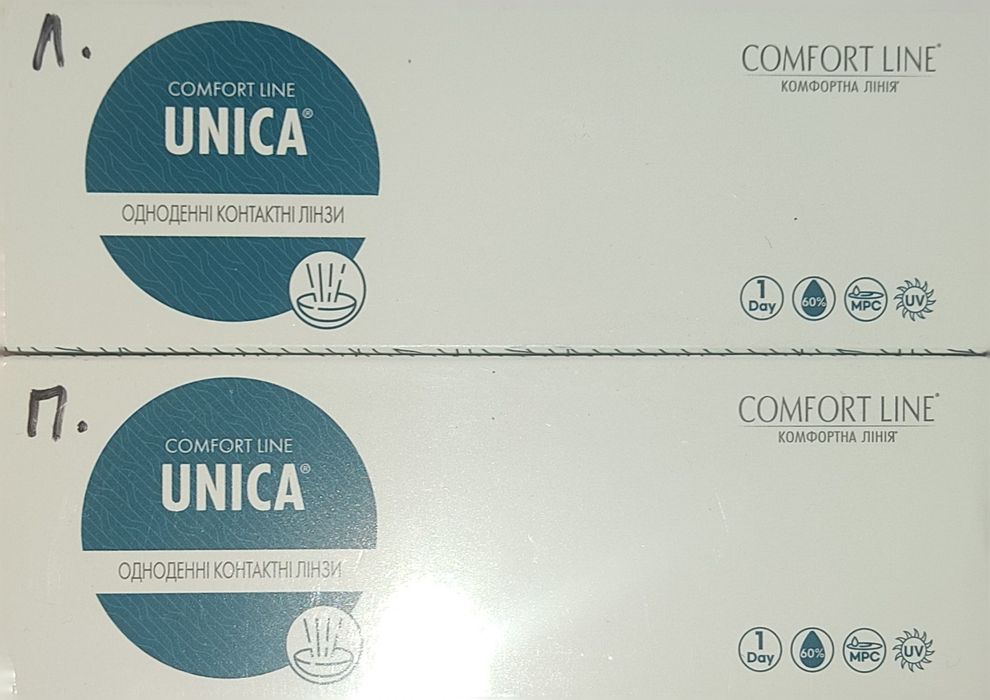 Л.
COMFORT LINE
UNICA®
ОДНОДЕННІ КОНТАКТНІ ЛІНЗИ
COMFORT LINE®
КОМФОРТНА ЛІНІЯ®
1 Day
60%
MPC
UV
П.
COMFORT LINE
UNICA®
ОДНОДЕННІ КОНТАКТНІ ЛІНЗИ
COMFORT LINE®
КОМФОРТНА ЛІНІЯ®
1 Day
60%
MPC
UV